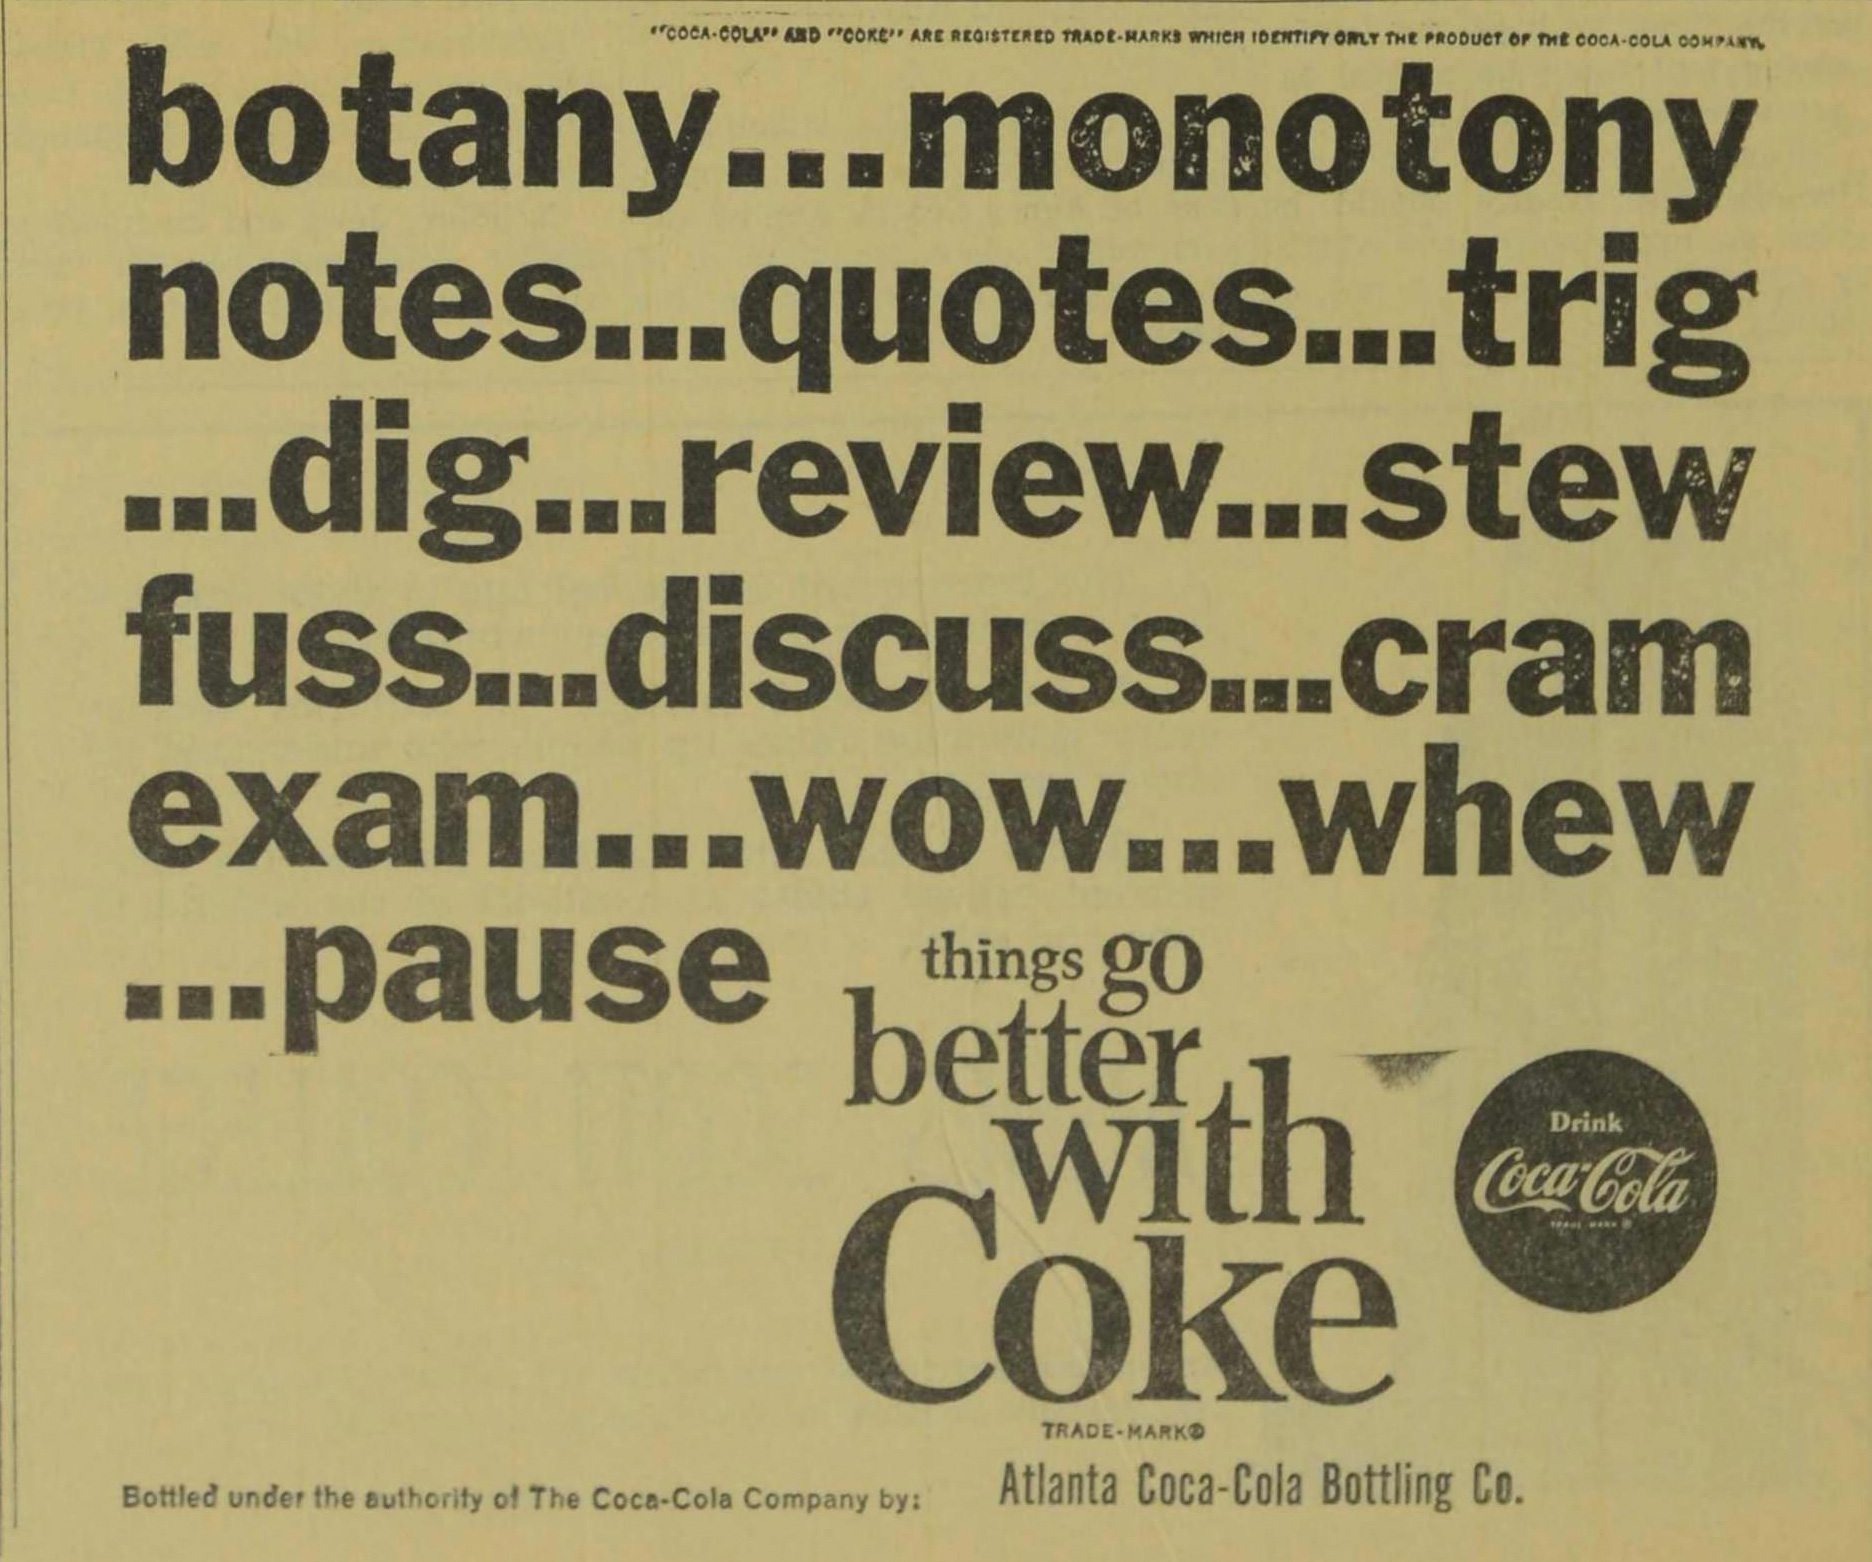 "COCA-COLA" AND "COKE" ARE REGISTERED TRADE-MARKS WHICH IDENTIFY ONLY THE PRODUCT OF THE COCA-COLA COMPANY.
botany...monotony
notes...quotes...trig
...dig...review...stew
fuss...discuss...cram
exam...wow...whew
...pause
things go
better
with
Coke
TRADE-MARK®
Drink
Coca-Cola
TRADE MARK ®
Bottled under the authority of The Coca-Cola Company by: Atlanta Coca-Cola Bottling Co.